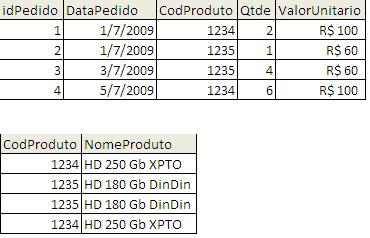 idPedido DataPedido CodProduto Qtde ValorUnitario
1 1/7/2009 1234 2 R$ 100
2 1/7/2009 1235 1 R$ 60
3 3/7/2009 1235 4 R$ 60
4 5/7/2009 1234 6 R$ 100
CodProduto NomeProduto
1234 HD 250 Gb XPTO
1235 HD 180 Gb DinDin
1235 HD 180 Gb DinDin
1234 HD 250 Gb XPTO